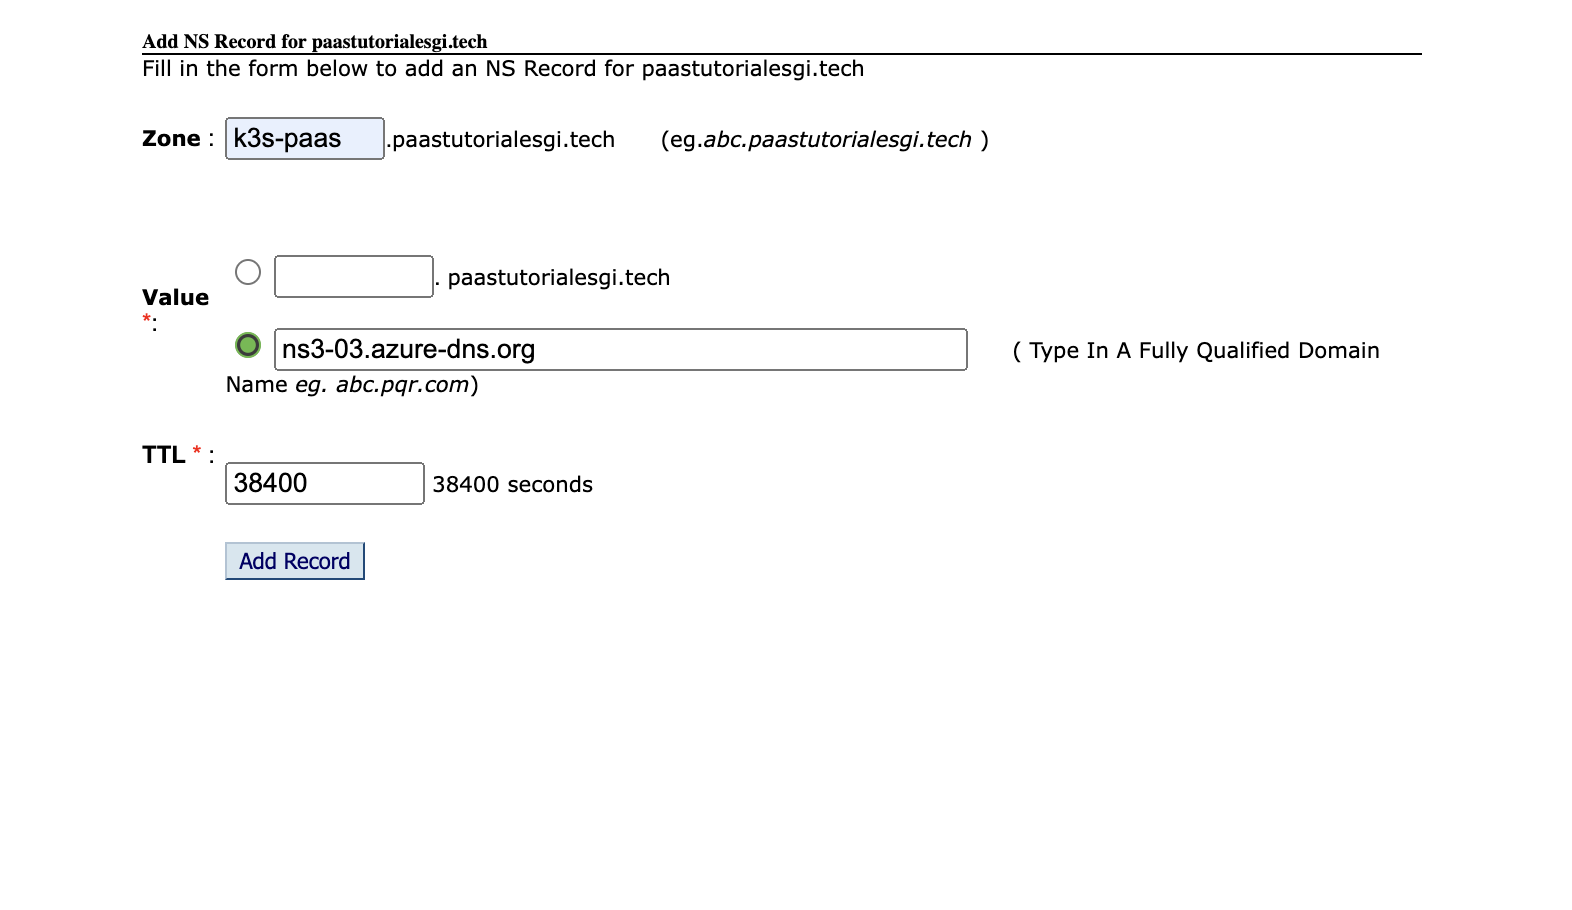 Add NS Record for paastutorialesgi.tech
Fill in the form below to add an NS Record for paastutorialesgi.tech
Zone : k3s-paas .paastutorialesgi.tech (eg.abc.paastutorialesgi.tech )
. paastutorialesgi.tech
Value
*:
ns3-03.azure-dns.org ( Type In A Fully Qualified Domain
Name eg. abc.pqr.com)
TTL * :
38400 38400 seconds
Add Record